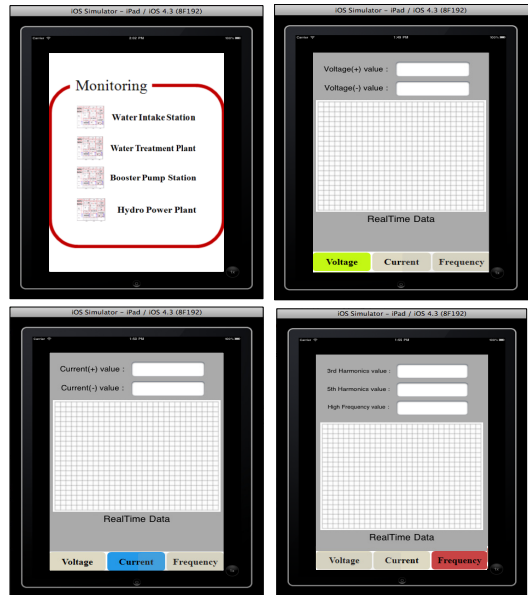 iOS Simulator - iPad / iOS 4.3 (8F192)
Monitoring
Water Intake Station
Water Treatment Plant
Booster Pump Station
Hydro Power Plant
iOS Simulator - iPad / iOS 4.3 (8F192)
Voltage(+) value :
Voltage(-) value :
RealTime Data
Voltage Current Frequency
iOS Simulator - iPad / iOS 4.3 (8F192)
Current(+) value :
Current(-) value :
RealTime Data
Voltage Current Frequency
iOS Simulator - iPad / iOS 4.3 (8F192)
3rd Harmonics value :
5th Harmonics value :
High Frequency value :
RealTime Data
Voltage Current Frequency